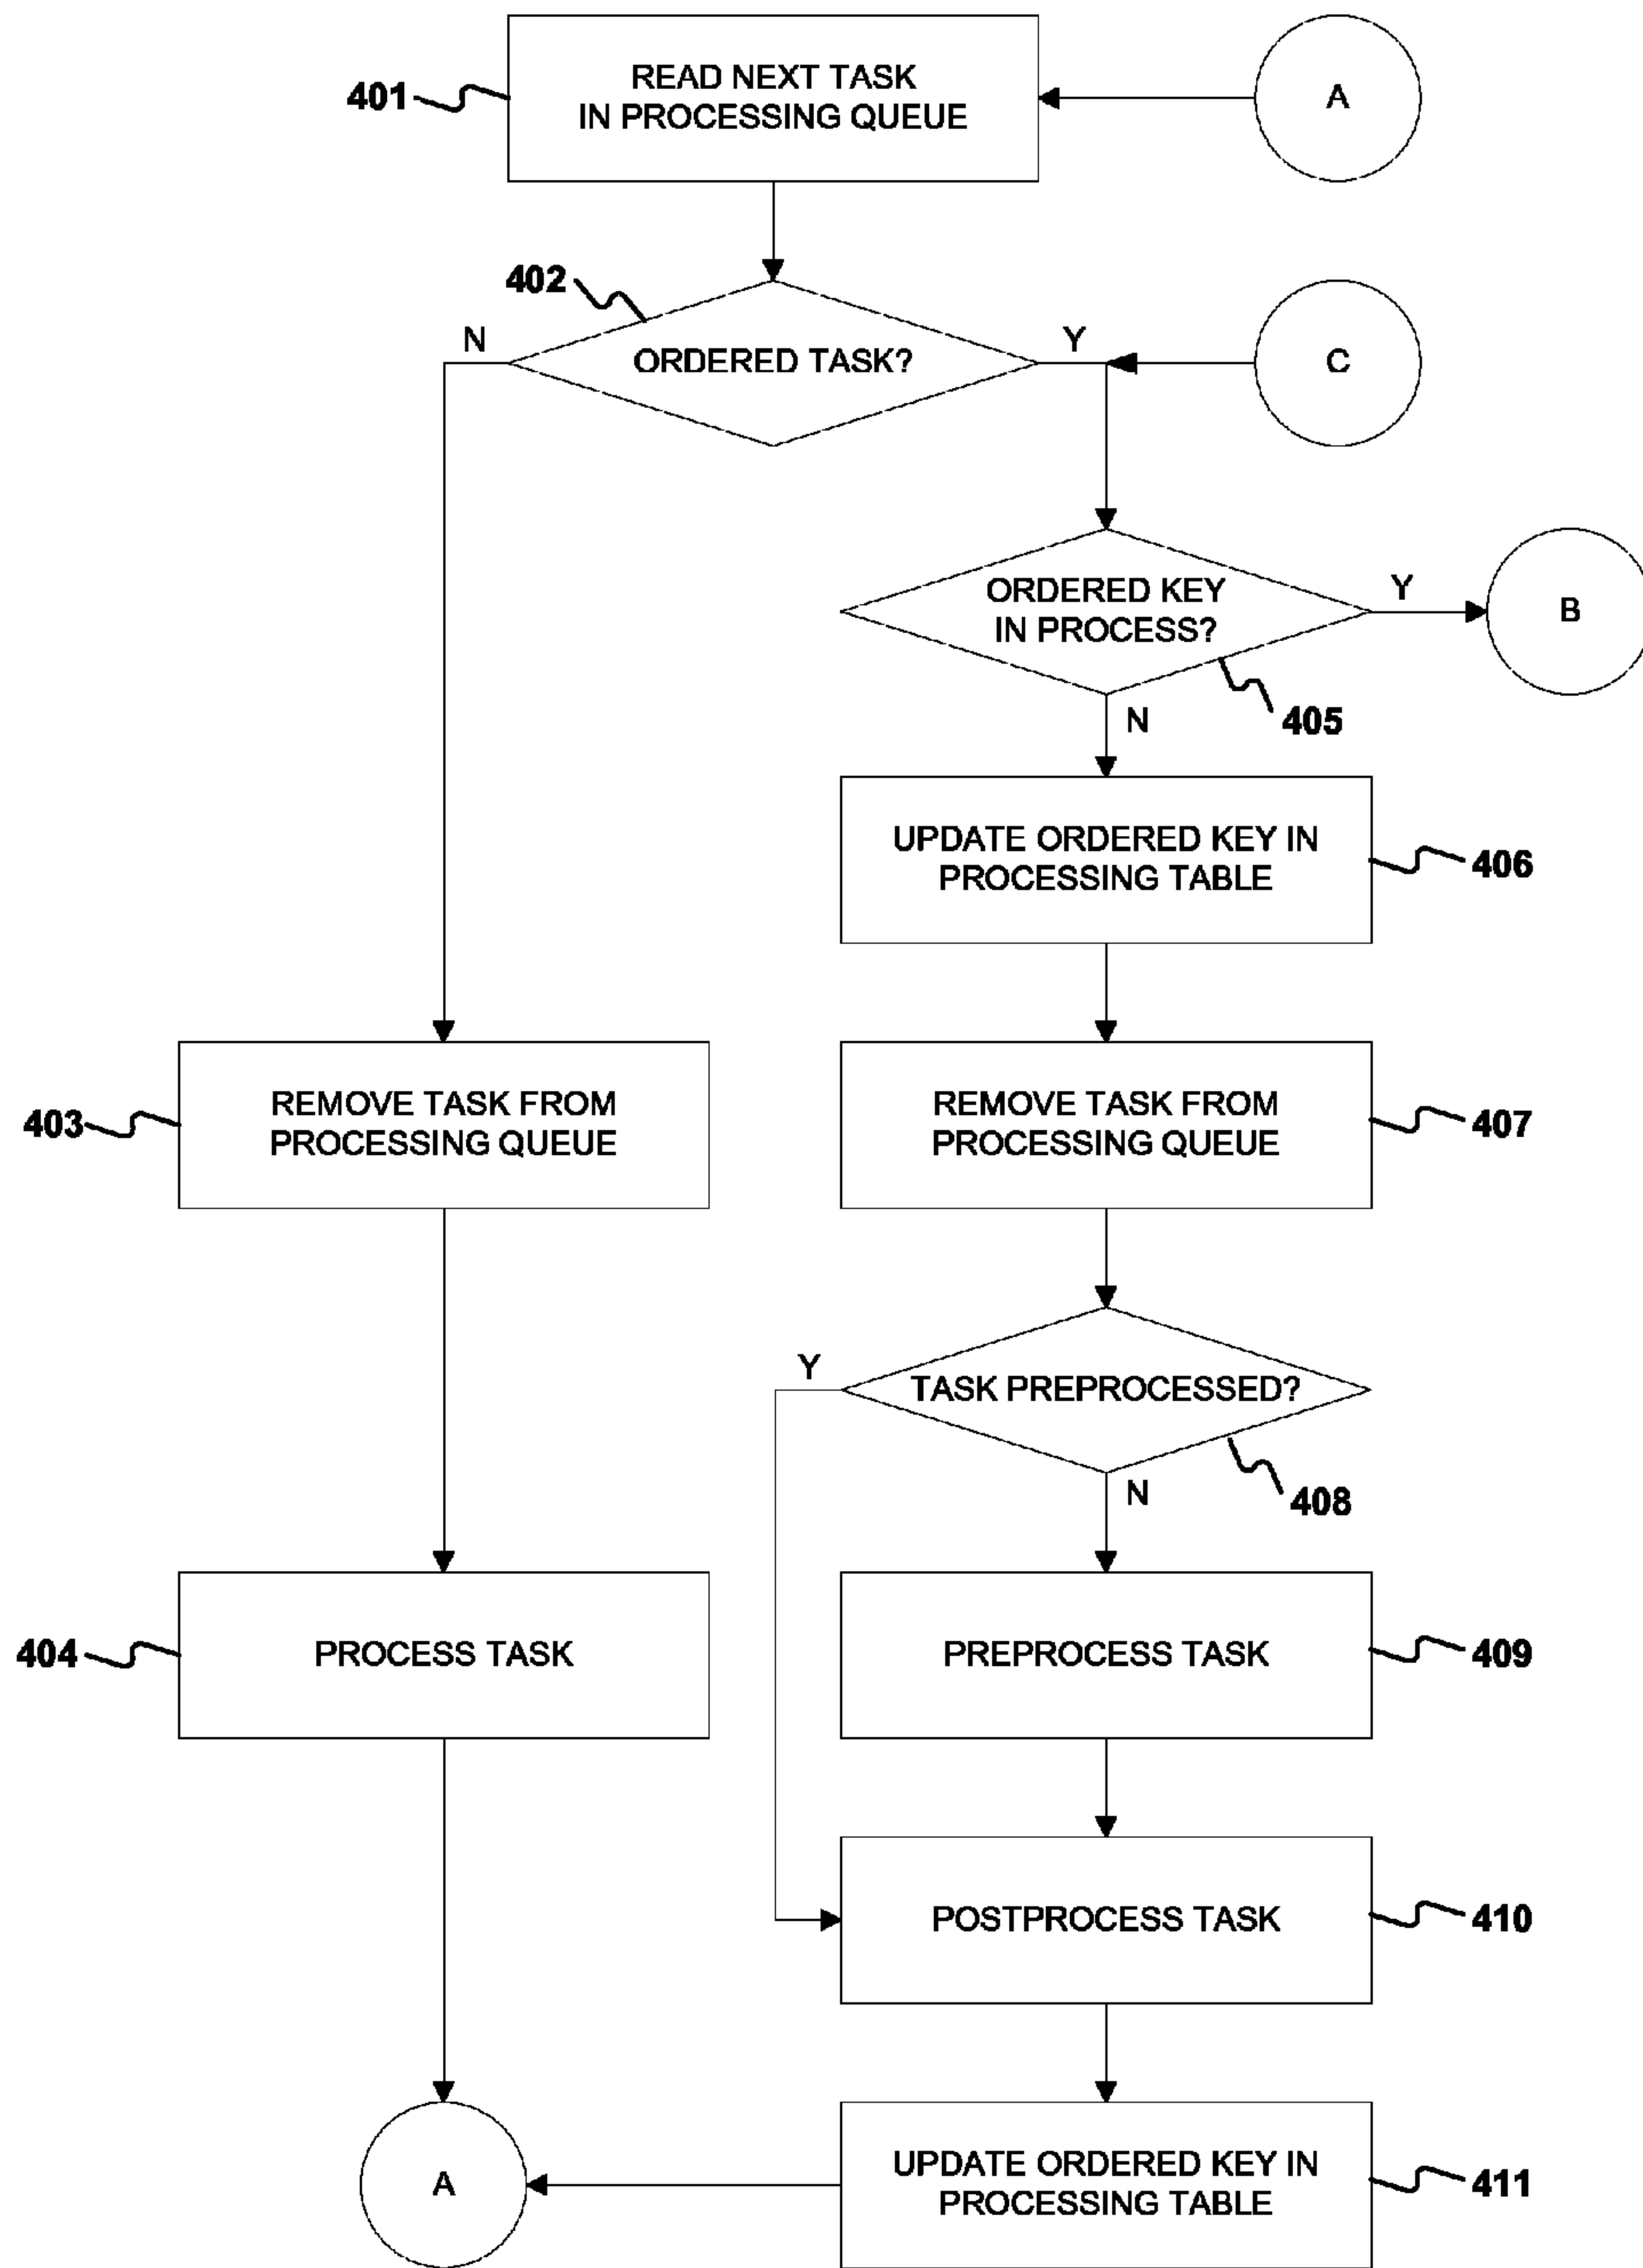 READ NEXT TASK
IN PROCESSING QUEUE
401
A
402
N
ORDERED TASK?
Y
C
ORDERED KEY
IN PROCESS?
Y
B
405
N
UPDATE ORDERED KEY IN
PROCESSING TABLE
406
403
REMOVE TASK FROM
PROCESSING QUEUE
REMOVE TASK FROM
PROCESSING QUEUE
407
Y
TASK PREPROCESSED?
408
N
404
PROCESS TASK
PREPROCESS TASK
409
POSTPROCESS TASK
410
A
UPDATE ORDERED KEY IN
PROCESSING TABLE
411